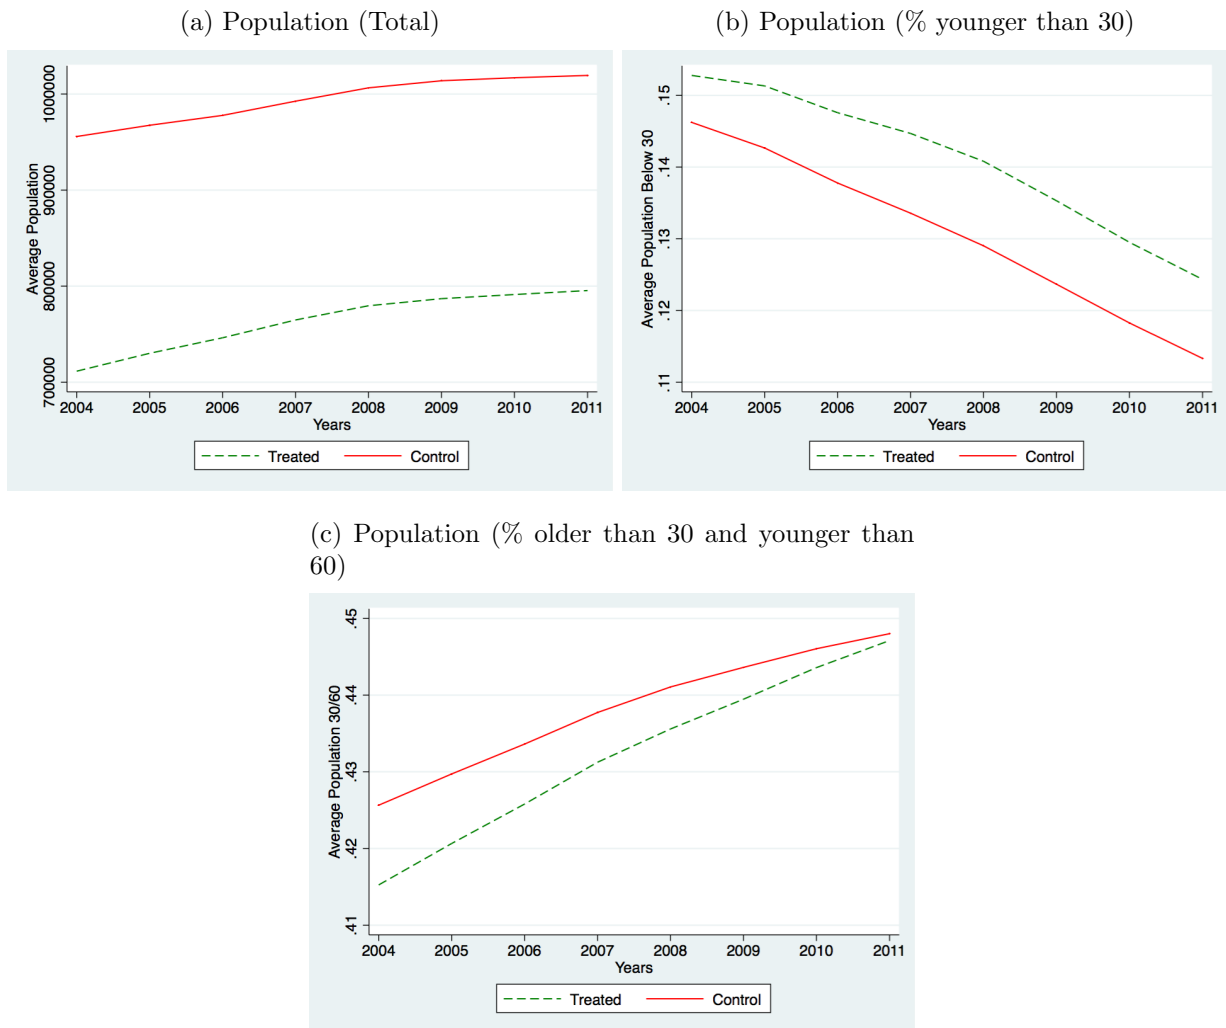 (a) Population (Total)
(b) Population (% younger than 30)
Average Population
1000000
900000
800000
700000
2004 2005 2006 2007 2008 2009 2010 2011
Years
Treated Control
Average Population Below 30
.15
.14
.13
.12
.11
2004 2005 2006 2007 2008 2009 2010 2011
Years
Treated Control
(c) Population (% older than 30 and younger than
60)
Average Population 30/60
.45
.44
.43
.42
.41
2004 2005 2006 2007 2008 2009 2010 2011
Years
Treated Control